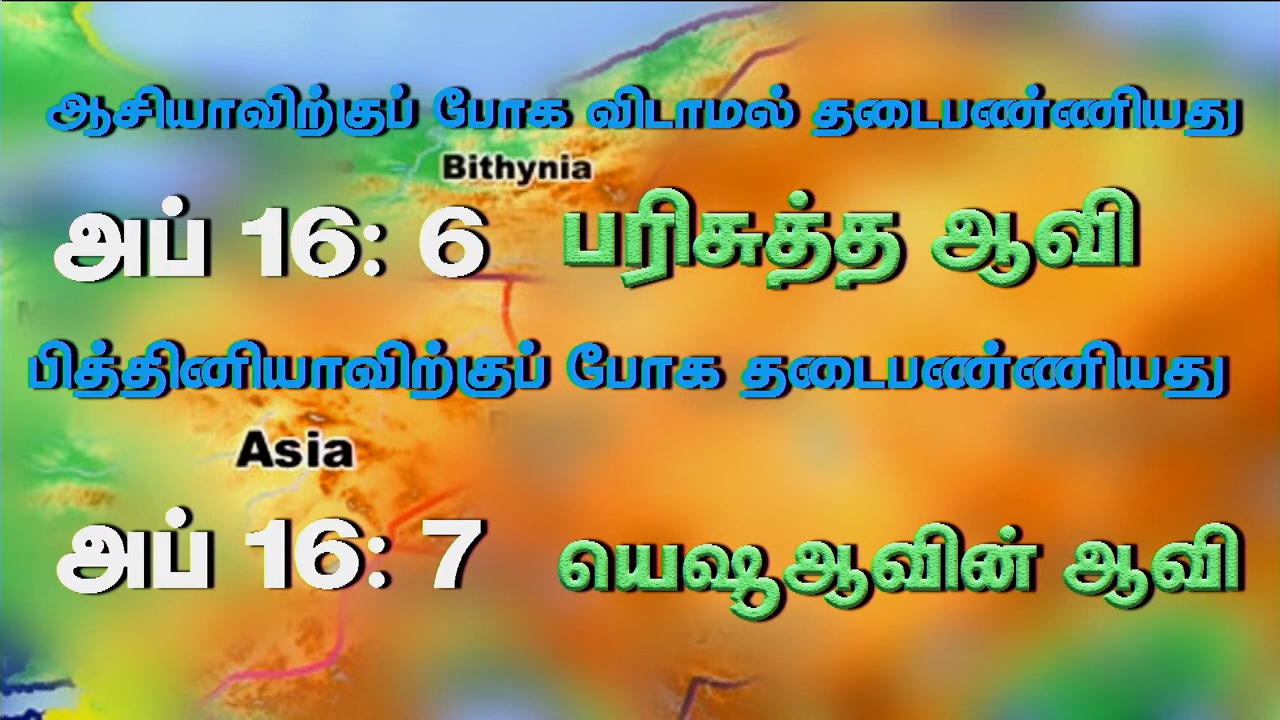 ஆசியாவிற்குப் போக விடாமல் தடைபண்ணியது
Bithynia
அப் 16: 6 பரிசுத்த ஆவி
பித்தினியாவிற்குப் போக தடைபண்ணியது
Asia
அப் 16: 7 யெஷூஆவின் ஆவி